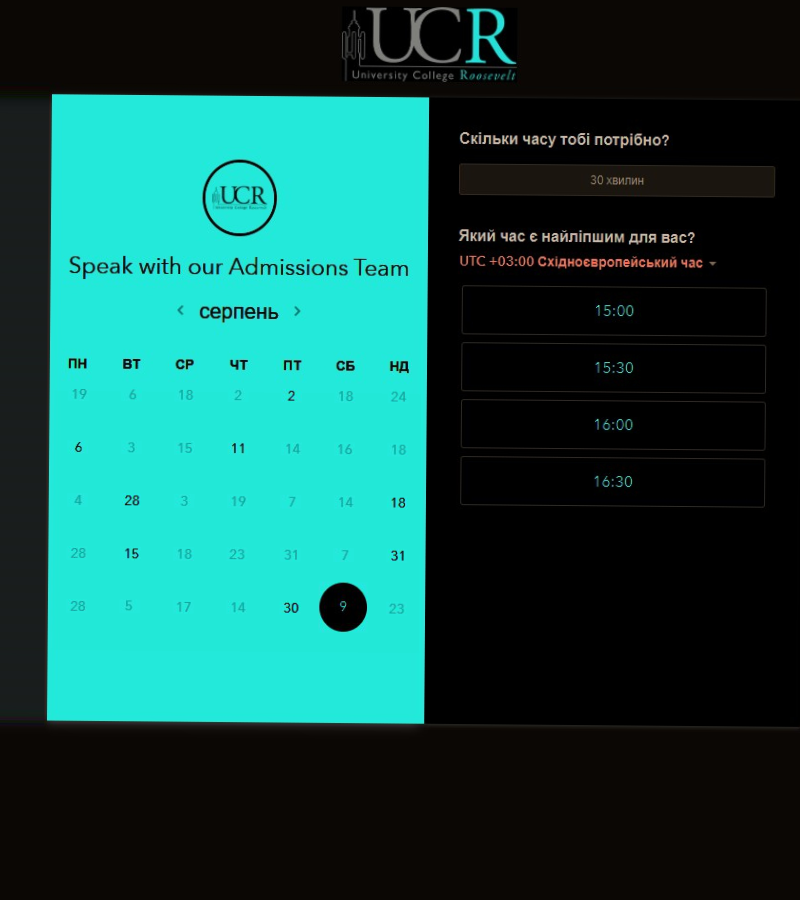 UCR
University College Roosevelt
UCR
Speak with our Admissions Team
серпень
ПН ВТ СР ЧТ ПТ СБ НД
19 6 18 2 2 18 24
6 3 15 11 14 16 18
4 28 3 19 7 14 18
28 15 18 23 31 7 31
28 5 17 14 30 9 23
Скільки часу тобі потрібно?
30 хвилин
Який час є найліпшим для вас?
UTC +03:00 Східноєвропейський час
15:00
15:30
16:00
16:30